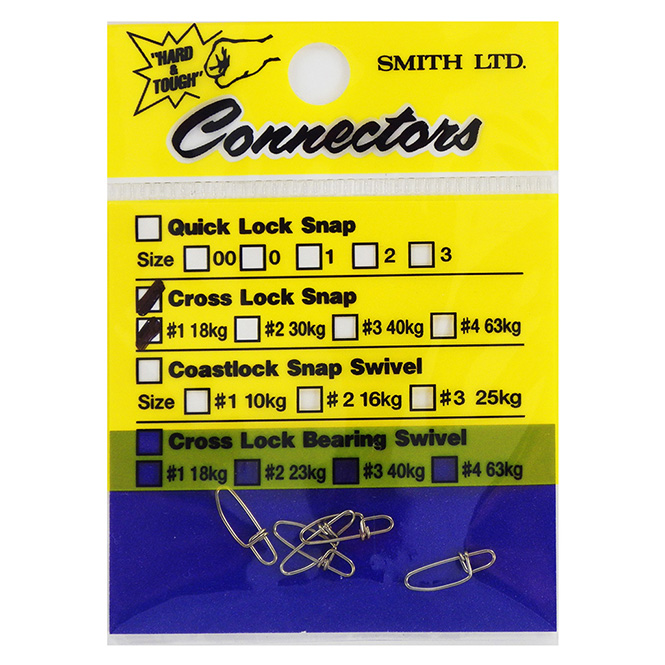 "HARD
&
TOUGH"
SMITH LTD.
Connectors
Quick Lock Snap
Size 00 0 1 2 3
Cross Lock Snap
#1 18kg #2 30kg #3 40kg #4 63kg
Coastlock Snap Swivel
Size #1 10kg #2 16kg #3 25kg
Cross Lock Bearing Swivel
#1 18kg #2 23kg #3 40kg #4 63kg